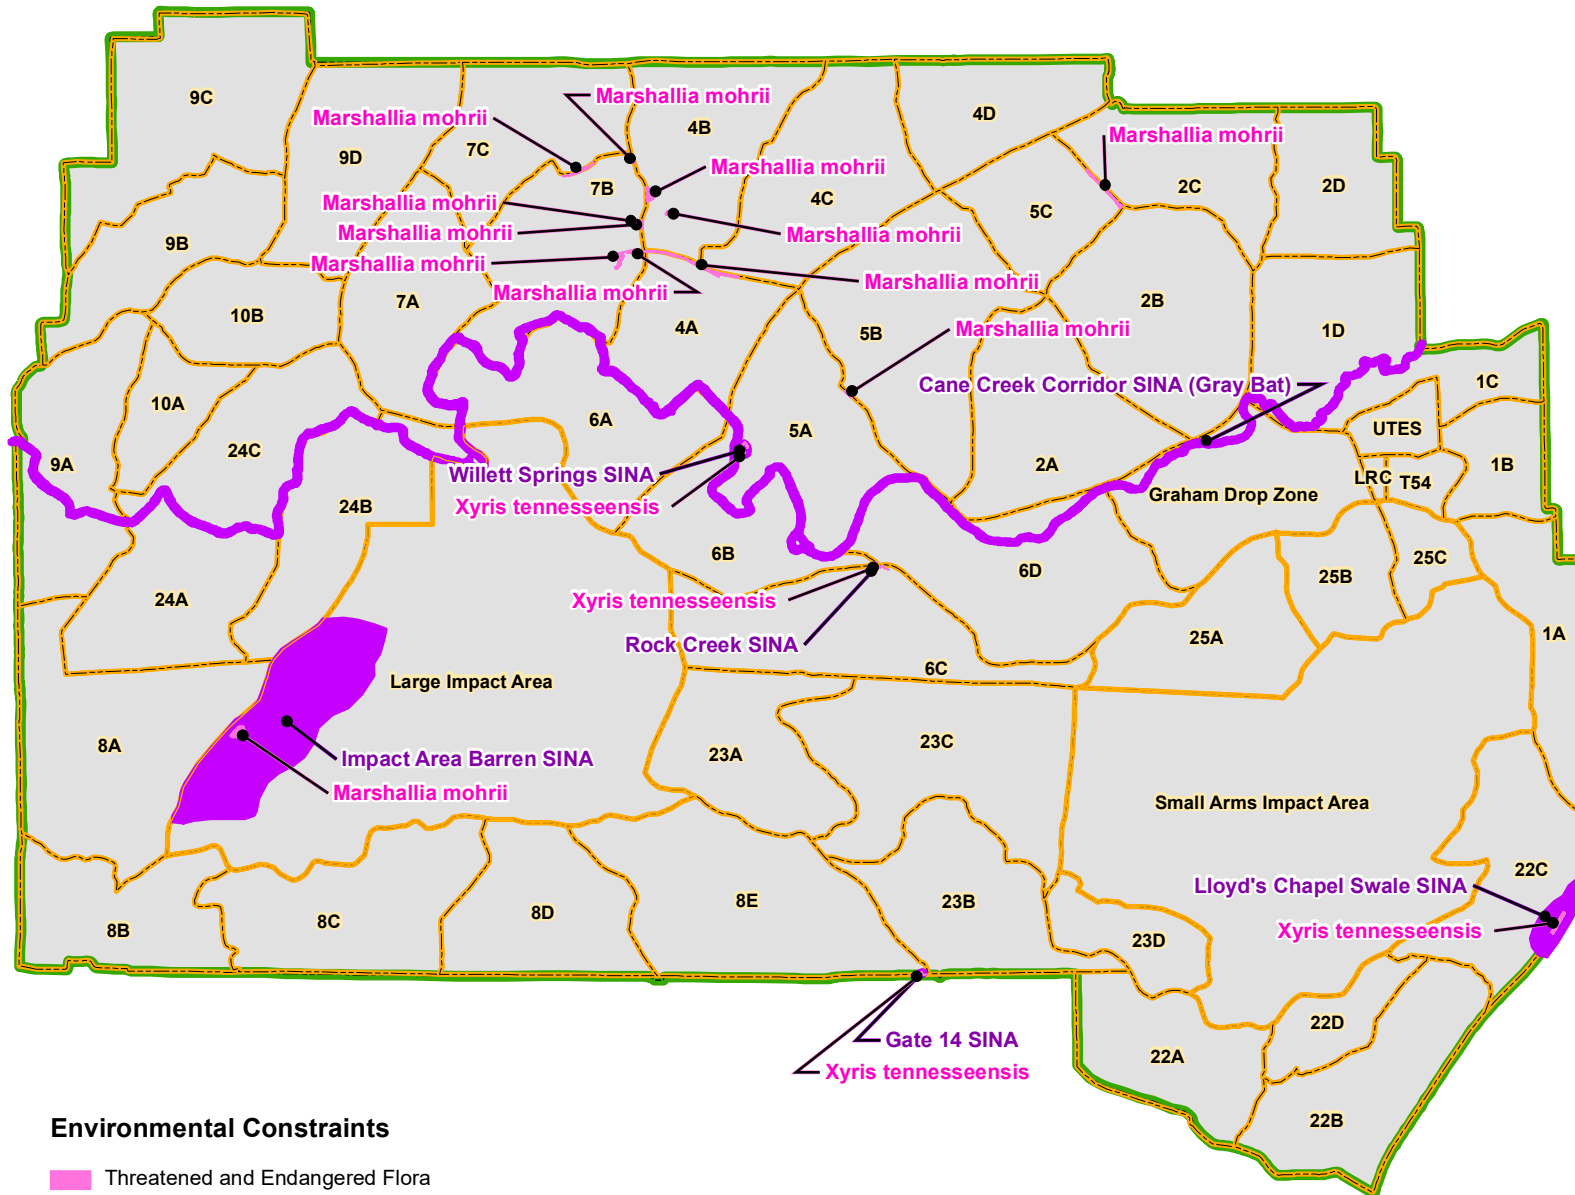 9C
Marshallia mohrii
Marshallia mohrii
4B
4D
Marshallia mohrii
7C
9D
Marshallia mohrii
7B
4C
2C
2D
Marshallia mohrii
5C
Marshallia mohrii
Marshallia mohrii
9B
Marshallia mohrii
Marshallia mohrii
Marshallia mohrii
7A
2B
10B
4A
5B
Marshallia mohrii
1D
Cane Creek Corridor SINA (Gray Bat)
1C
10A
6A
5A
UTES
24C
9A
2A
1B
Willett Springs SINA
LRC
T54
Graham Drop Zone
24B
Xyris tennesseensis
6B
25C
6D
25B
24A
Xyris tennesseensis
1A
25A
Rock Creek SINA
6C
Large Impact Area
8A
23A
23C
Impact Area Barren SINA
Marshallia mohrii
Small Arms Impact Area
22C
Lloyd's Chapel Swale SINA
8E
23B
8D
8C
8B
Xyris tennesseensis
23D
22D
Gate 14 SINA
22A
Xyris tennesseensis
22B
Environmental Constraints
Threatened and Endangered Flora